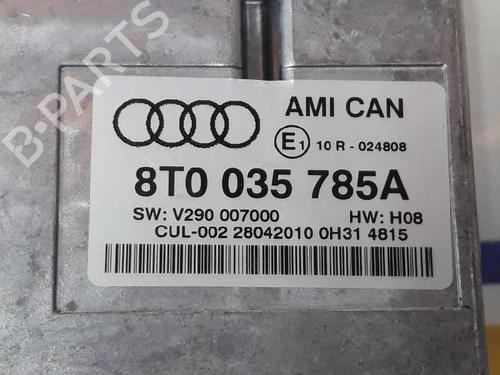 B-PARTS
AMI CAN
E1 10 R - 024808
8T0 035 785A
SW: V290 007000 HW: H08
CUL-002 28042010 0H31 4815